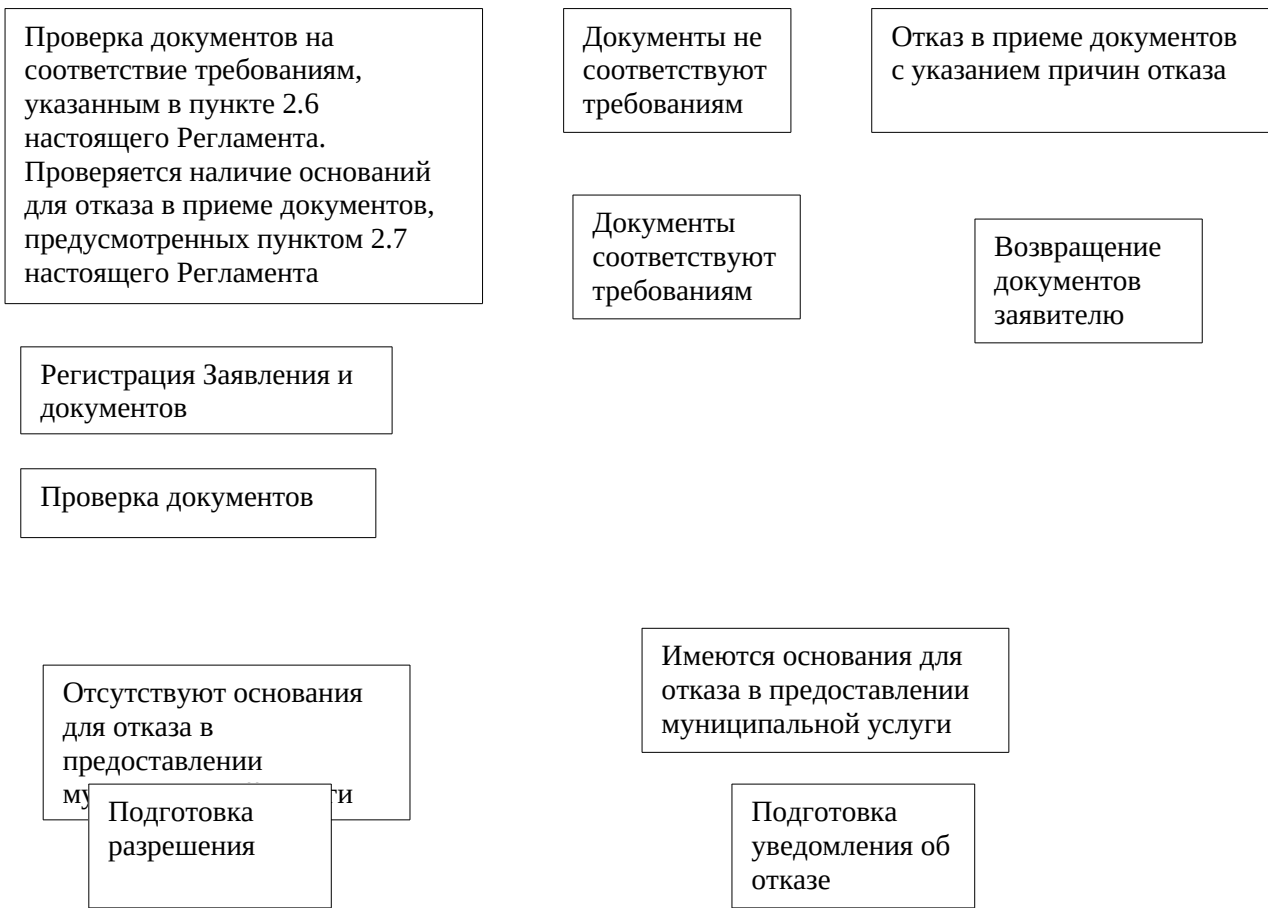 Проверка документов на
соответствие требованиям,
указанным в пункте 2.6
настоящего Регламента.
Проверяется наличие оснований
для отказа в приеме документов,
предусмотренных пунктом 2.7
настоящего Регламента
Документы не
соответствуют
требованиям
Отказ в приеме документов
с указанием причин отказа
Документы
соответствуют
требованиям
Возвращение
документов
заявителю
Регистрация Заявления и
документов
Проверка документов
Имеются основания для
отказа в предоставлении
муниципальной услуги
Отсутствуют основания
для отказа в
предоставлении
Подготовка
разрешения
Подготовка
уведомления об
отказе